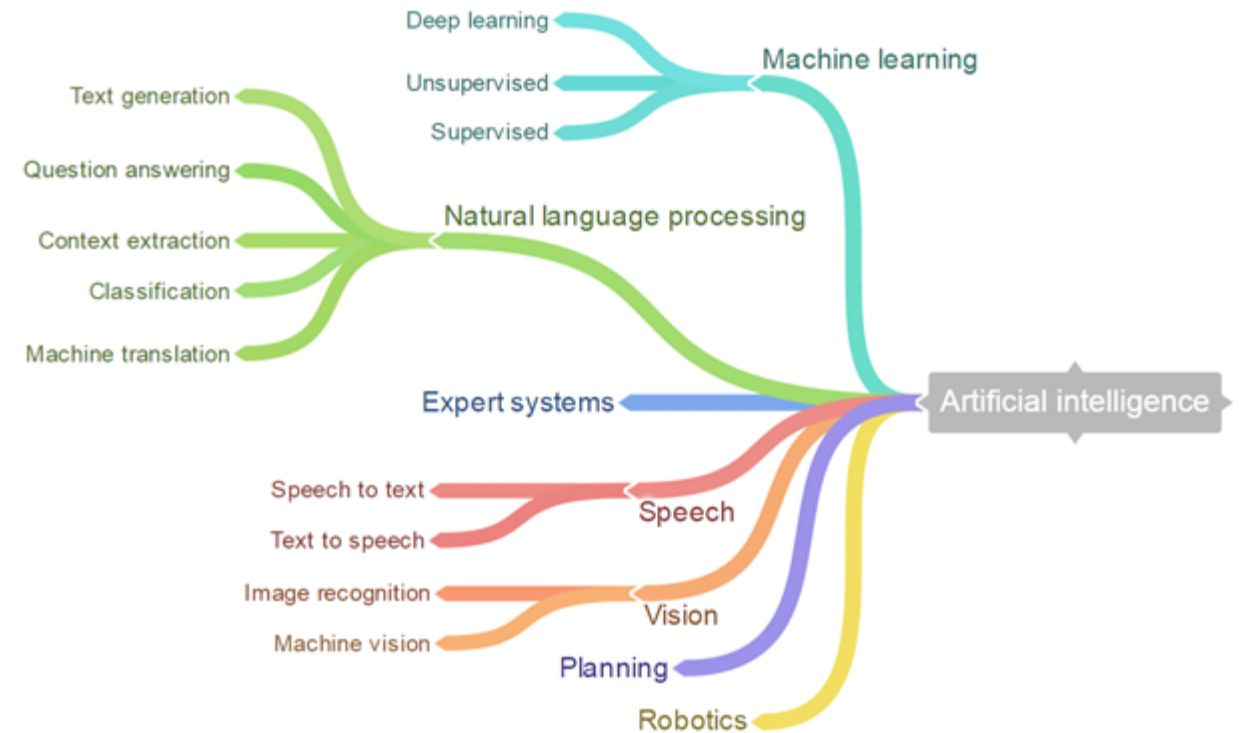 Deep learning
Unsupervised
Supervised
Machine learning
Text generation
Question answering
Context extraction
Classification
Machine translation
Natural language processing
Expert systems
Artificial intelligence
Speech to text
Text to speech
Speech
Image recognition
Machine vision
Vision
Planning
Robotics